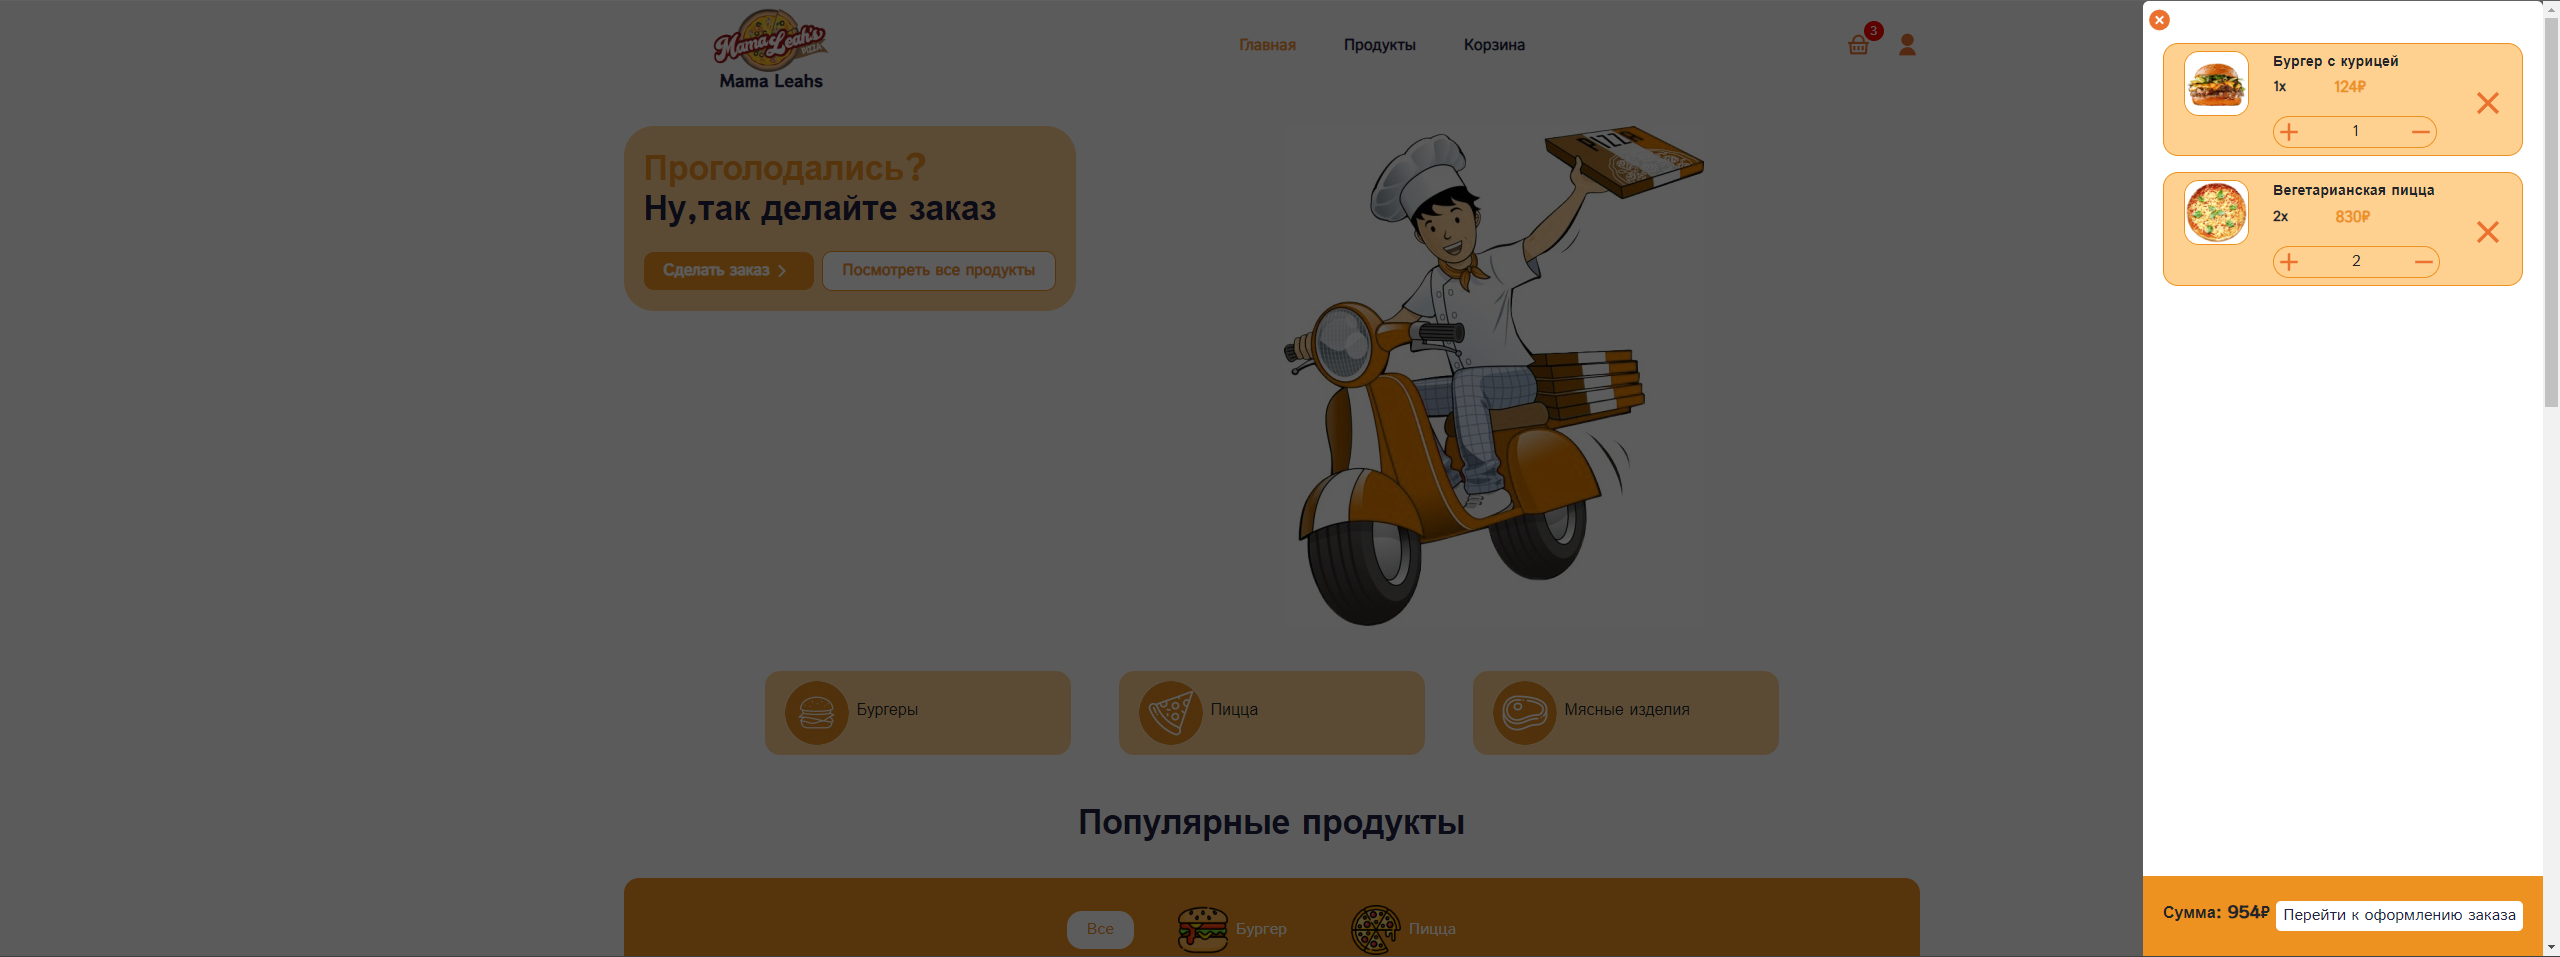 Mama Leah's
PIZZA
Mama Leahs
Главная
Продукты
Корзина
3
Проголодались?
Ну,так делайте заказ
Сделать заказ
Посмотреть все продукты
PIZZA
Бургеры
Пицца
Мясные изделия
Популярные продукты
Все
Бургер
Пицца
Бургер с курицей
1x 124₽
1
Вегетарианская пицца
2x 830₽
2
Сумма: 954₽
Перейти к оформлению заказа